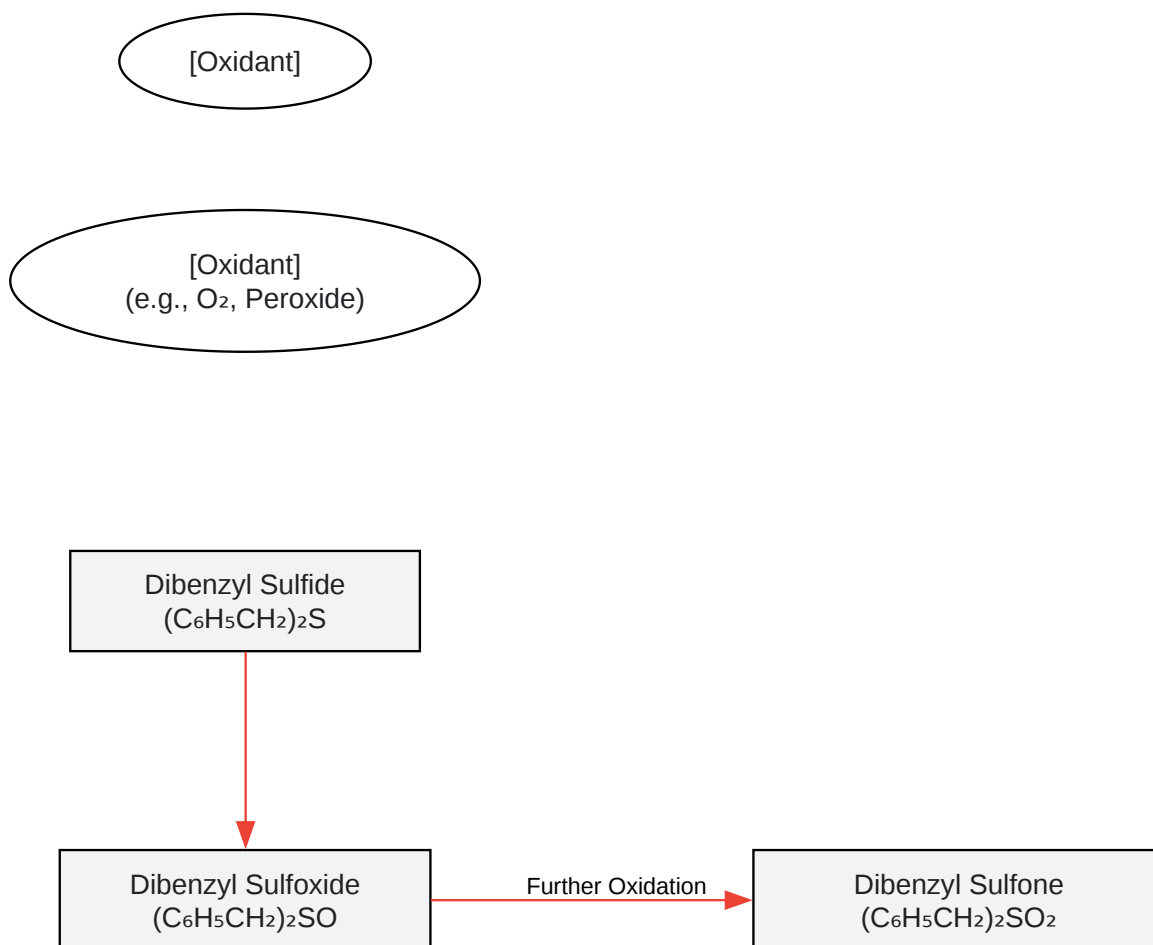 [Oxidant]
[Oxidant]
(e.g., O₂, Peroxide)
Dibenzyl Sulfide
(C₆H₅CH₂)₂S
Dibenzyl Sulfoxide
(C₆H₅CH₂)₂SO
Further Oxidation
Dibenzyl Sulfone
(C₆H₅CH₂)₂SO₂